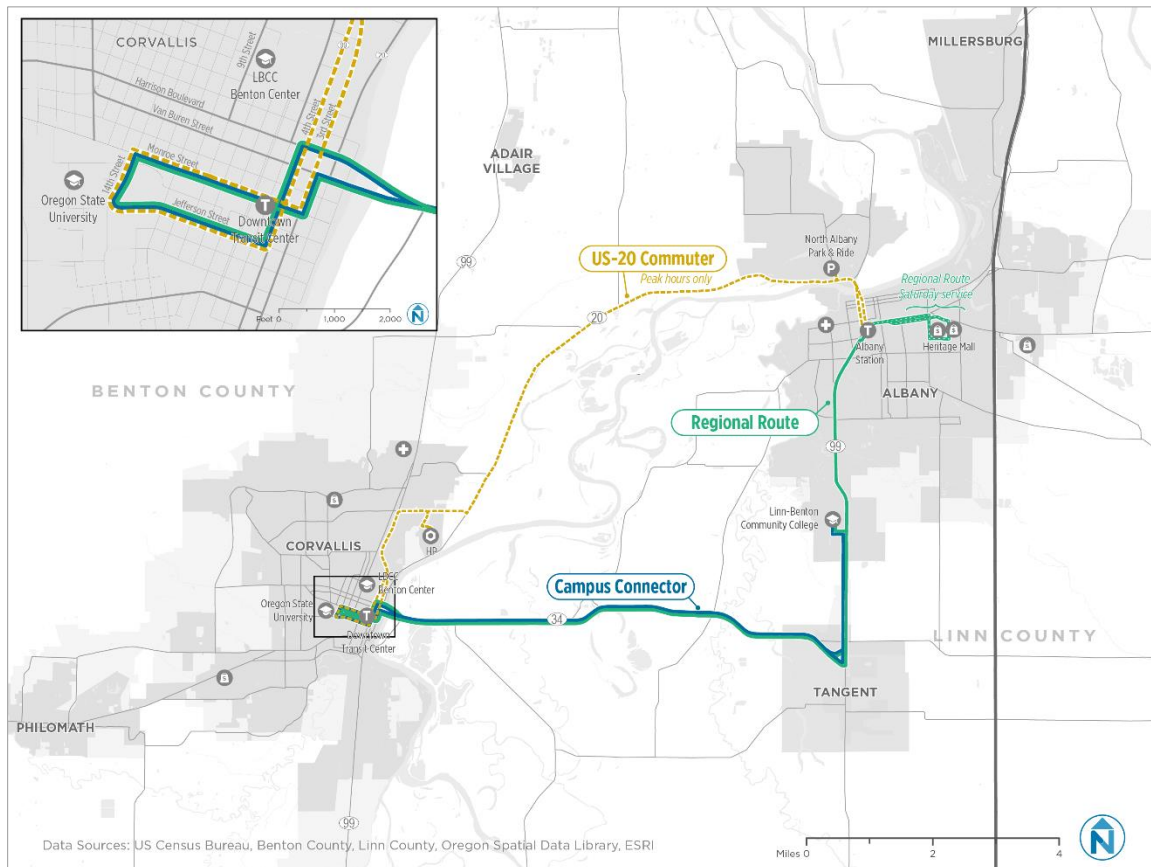 CORVALLIS
9th Street
LBCC
Benton Center
Harrison Boulevard
Van Buren Street
Monroe Street
4th Street
3rd Street
14th Street
Oregon State
University
Jefferson Street
T
Downtown
Transit Center
Feet 0 1,000 2,000
N
MILLERSBURG
ADAIR
VILLAGE
99
North Albany
Park & Ride
P
US-20 Commuter
Peak hours only
20
Regional Route
Saturday service
T
Albany
Station
Heritage Mall
ALBANY
BENTON COUNTY
Regional Route
99
Linn-Benton
Community College
HP
CORVALLIS
LBCC
Benton Center
Oregon State
University
T
Downtown
Transit Center
Campus Connector
34
LINN COUNTY
TANGENT
PHILOMATH
99
Data Sources: US Census Bureau, Benton County, Linn County, Oregon Spatial Data Library, ESRI
Miles 0 2 4
N